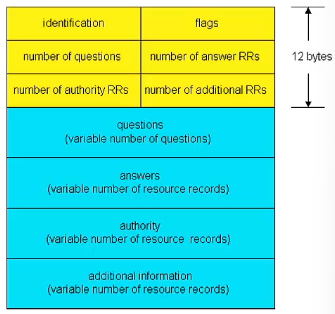 identification flags
number of questions number of answer RRs 12 bytes
number of authority RRs number of additional RRs
questions
(variable number of questions)
answers
(variable number of resource records)
authority
(variable number of resource records)
additional information
(variable number of resource records)